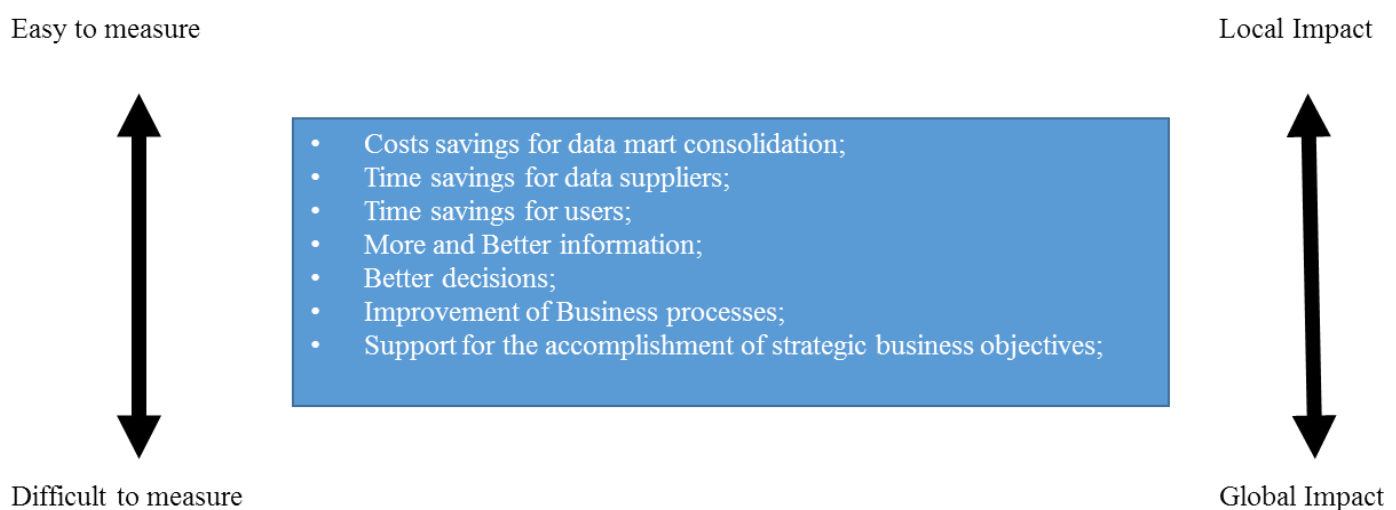 Easy to measure
Local Impact
• Costs savings for data mart consolidation;
• Time savings for data suppliers;
• Time savings for users;
• More and Better information;
• Better decisions;
• Improvement of Business processes;
• Support for the accomplishment of strategic business objectives;
Difficult to measure
Global Impact